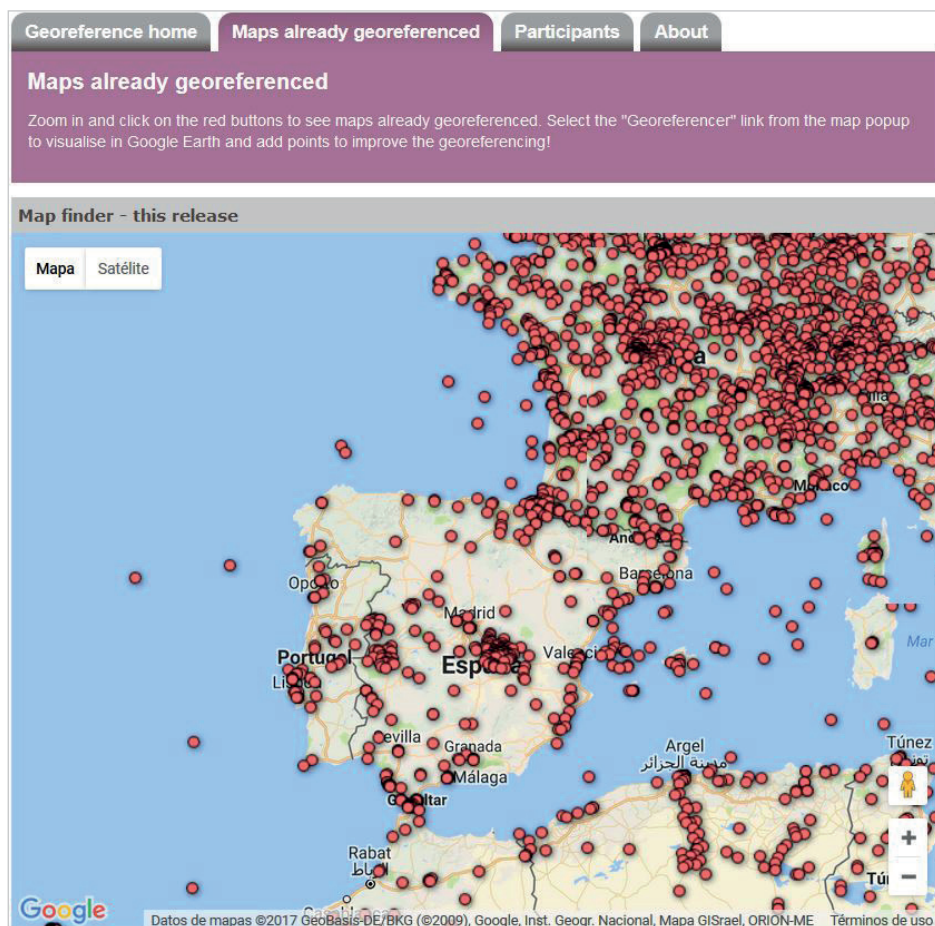 Georeference home
Maps already georeferenced
Participants
About
Maps already georeferenced
Zoom in and click on the red buttons to see maps already georeferenced. Select the "Georeferencer" link from the map popup
to visualise in Google Earth and add points to improve the georeferencing!
Map finder - this release
Mapa
Satélite
Mónaco
Barcelona
Oporto
Madrid
Portugal
España
Mar
Granada
Málaga
Gibraltar
Argel
مدينة الجزائر
Túnez
Rabat
الرباط
Casablanca
Google
Datos de mapas ©2017 GeoBasis-DE/BKG (©2009), Google, Inst. Geogr. Nacional, Mapa GISrael, ORION-ME
Términos de uso